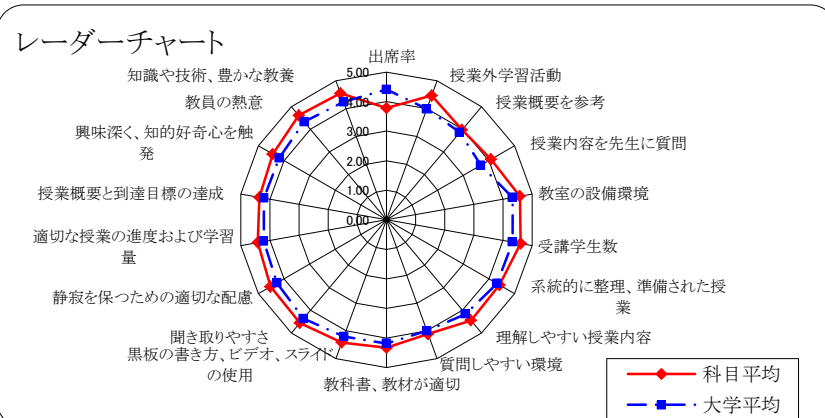 レーダーチャート
出席率
授業外学習活動
授業概要を参考
授業内容を先生に質問
教室の設備環境
受講学生数
系統的に整理、準備された授
業
理解しやすい授業内容
質問しやすい環境
教科書、教材が適切
黒板の書き方、ビデオ、スライド
の使用
聞き取りやすさ
静寂を保つための適切な配慮
適切な授業の進度および学習
量
授業概要と到達目標の達成
興味深く、知的好奇心を触
発
教員の熱意
知識や技術、豊かな教養
5.00
4.00
3.00
2.00
1.00
0.00
科目平均
大学平均